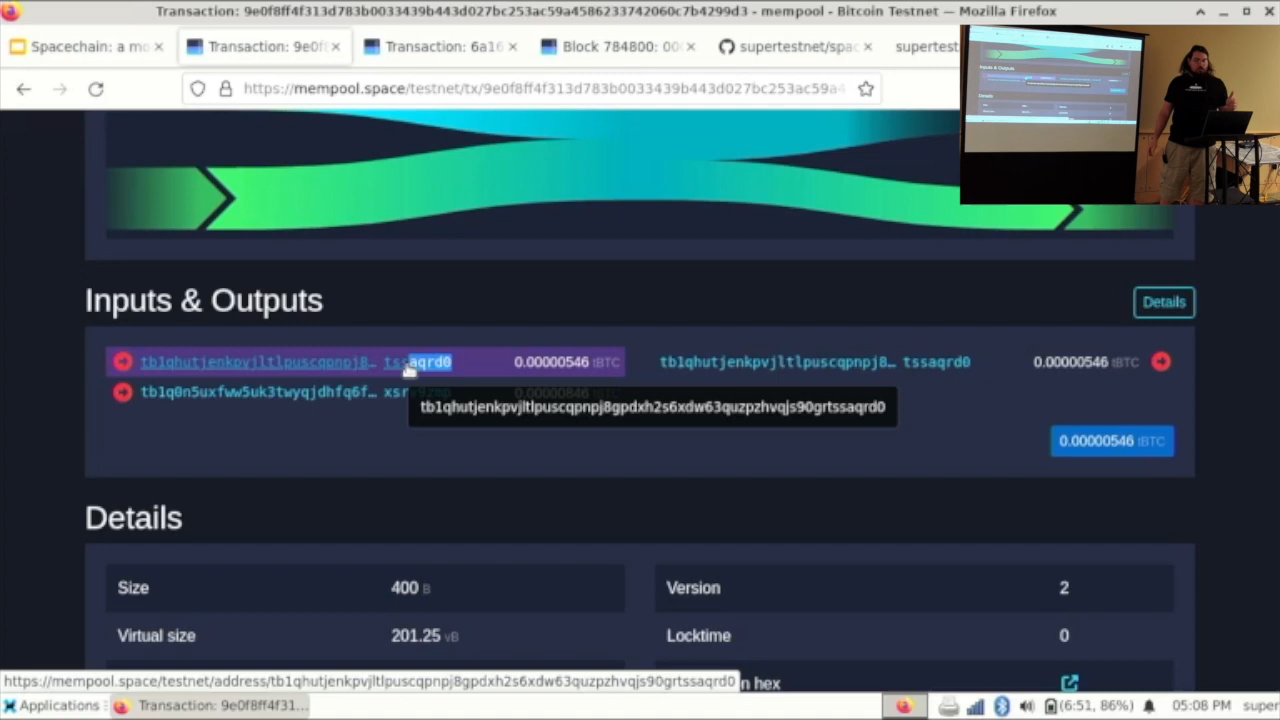 Transaction: 9e0f8ff4f313d783b0033439b443d027bc253ac59a4586233742060c7b4299d3 - mempool - Bitcoin Testnet — Mozilla Firefox
Spacechain: a mo
Transaction: 9e0f
Transaction: 6a16
Block 784800: 00
supertestnet/spac
supertest
https://mempool.space/testnet/tx/9e0f8ff4f313d783b0033439b443d027bc253ac59a4
Inputs & Outputs
Details
tb1qhutjenkpvjltlpuscqpnpj8… tssaqrd0 0.00000546 tBTC
tb1qhutjenkpvjltlpuscqpnpj8… tssaqrd0 0.00000546 tBTC
tb1q0n5uxfww5uk3twyqjdhfq6f…
tb1qhutjenkpvjltlpuscqpnpj8gpdxh2s6xdw63quzpzhvqjs90grtssaqrd0
0.00000546 tBTC
Details
Size 400 B
Version 2
Virtual size 201.25 vB
Locktime 0
n hex
https://mempool.space/testnet/address/tb1qhutjenkpvjltlpuscqpnpj8gpdxh2s6xdw63quzpzhvqjs90grtssaqrd0
Applications
Transaction: 9e0f8ff4f31...
(6:51, 86%)
05:08 PM
super